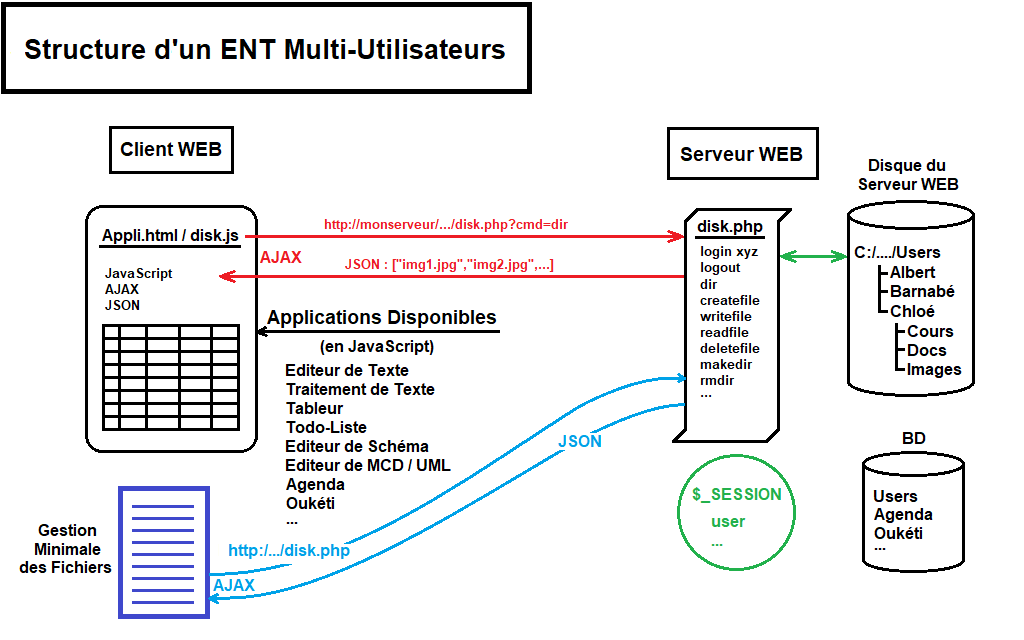 Structure d'un ENT Multi-Utilisateurs
Client WEB
Serveur WEB
Disque du
Serveur WEB
Appli.html / disk.js
JavaScript
AJAX
JSON
http://monserveur/.../disk.php?cmd=dir
AJAX
JSON : ["img1.jpg","img2.jpg",...]
Applications Disponibles
(en JavaScript)
Editeur de Texte
Traitement de Texte
Tableur
Todo-Liste
Editeur de Schéma
Editeur de MCD / UML
Agenda
Oukéti
...
disk.php
login xyz
logout
dir
createfile
writefile
readfile
deletefile
makedir
rmdir
...
C:/..../Users
Albert
Barnabé
Chloé
Cours
Docs
Images
JSON
$_SESSION
user
...
BD
Users
Agenda
Oukéti
...
Gestion
Minimale
des Fichiers
http:/.../disk.php
AJAX